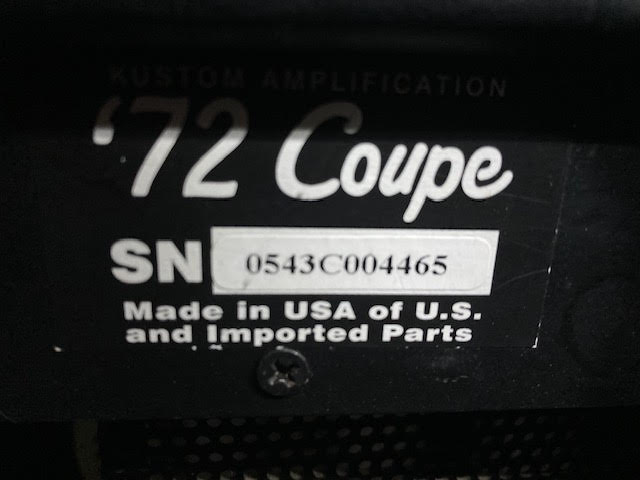 KUSTOM AMPLIFICATION
'72 Coupe
SN 0543C004465
Made in USA of U.S.
and Imported Parts